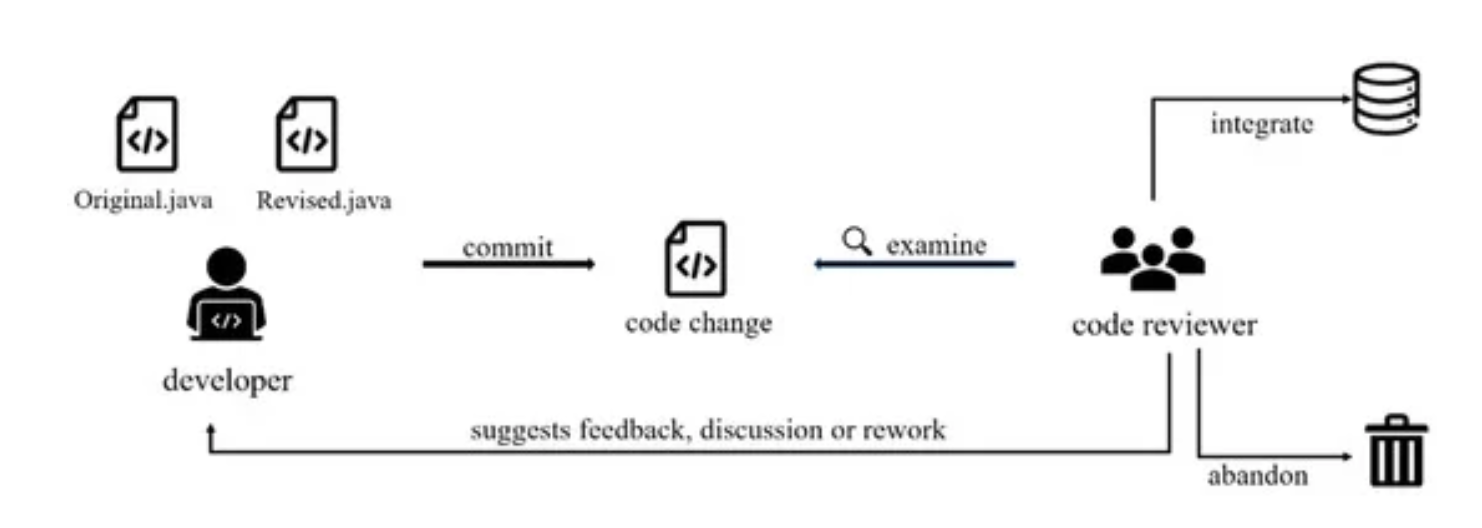 Original.java
Revised.java
developer
commit
code change
examine
code reviewer
integrate
suggests feedback, discussion or rework
abandon